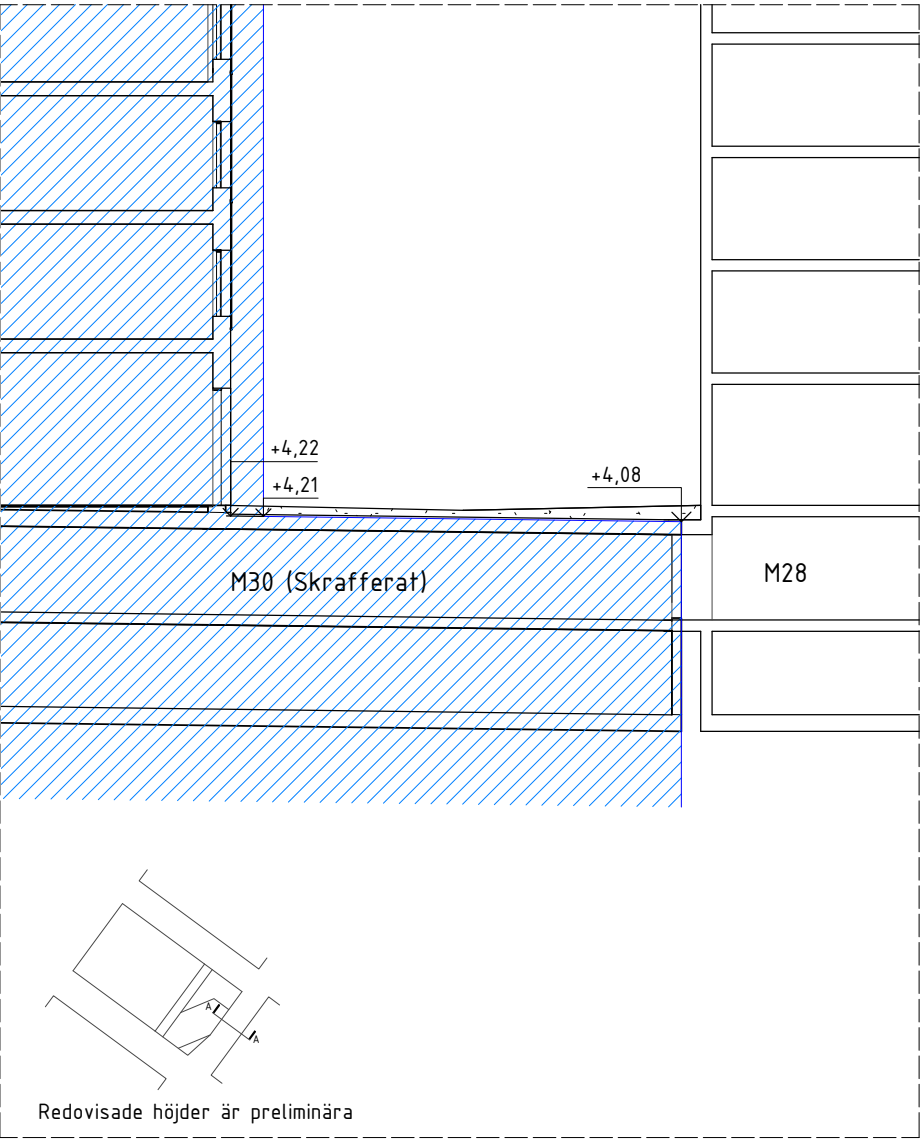 +4,22
+4,21
+4,08
M30 (Skrafferat)
M28
A
A
Redovisade höjder är preliminära